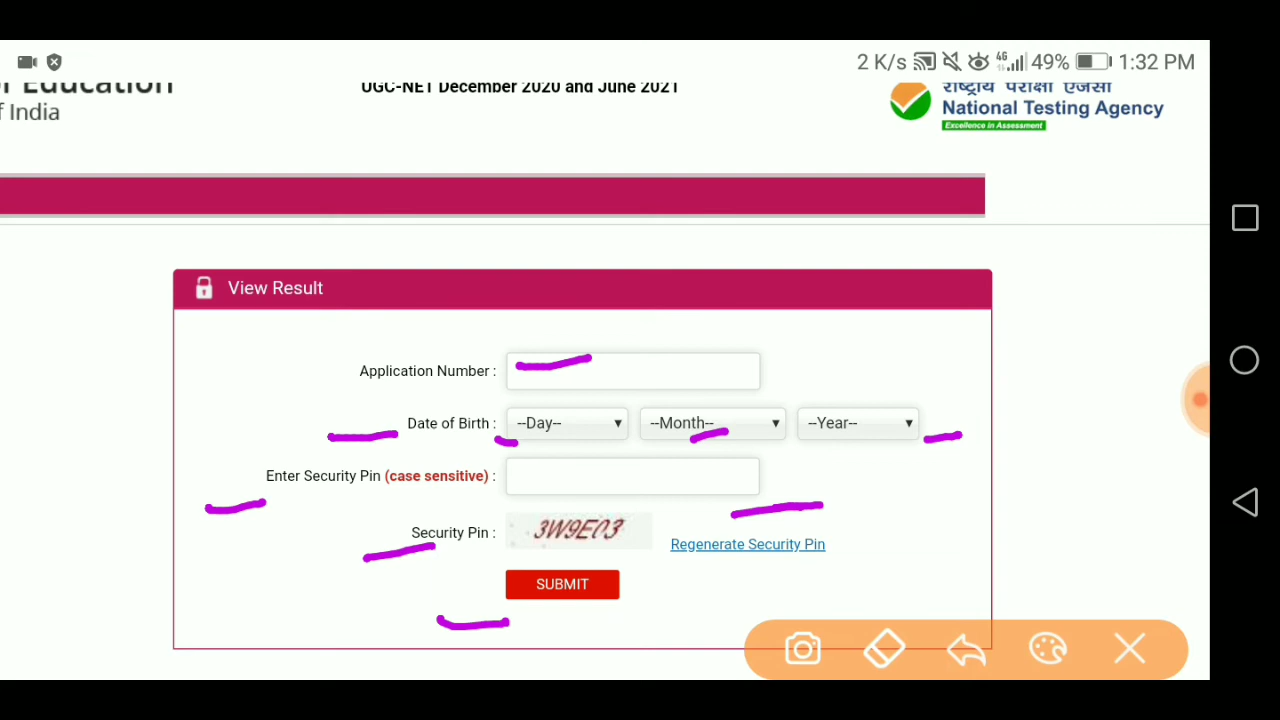 2 K/s 4G 49% 1:32 PM
Education
f India
UGC-NET December 2020 and June 2021
राष्ट्रीय परीक्षा एजेंसी
National Testing Agency
Excellence in Assessment
View Result
Application Number :
Date of Birth : --Day-- --Month-- --Year--
Enter Security Pin (case sensitive) :
Security Pin : 3W9E03 Regenerate Security Pin
SUBMIT